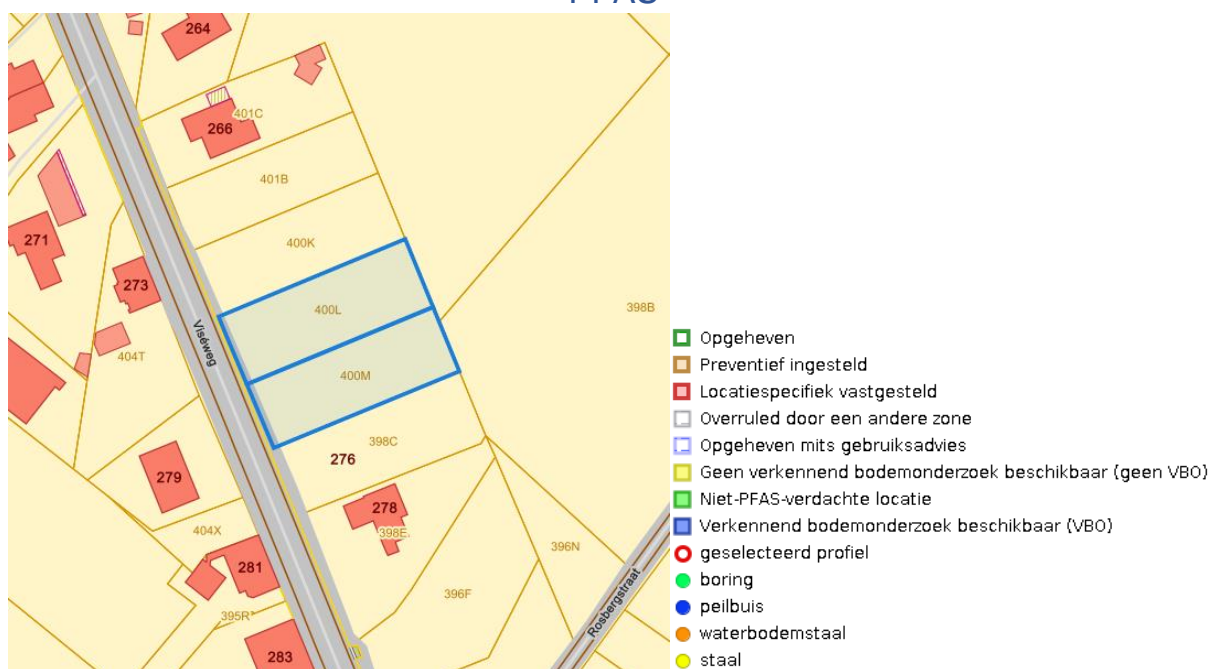 PFAS
264
401C
266
401B
271
400K
273
400L
398B
Viséweg
404T
400M
398C
276
279
278
404X
398E
396N
281
396F
Rosbergstraat
395R
283
Opgeheven
Preventief ingesteld
Locatiespecifiek vastgesteld
Overruled door een andere zone
Opgeheven mits gebruiksadvies
Geen verkennend bodemonderzoek beschikbaar (geen VBO)
Niet-PFAS-verdachte locatie
Verkennend bodemonderzoek beschikbaar (VBO)
geselecteerd profiel
boring
peilbuis
waterbodemstaal
staal